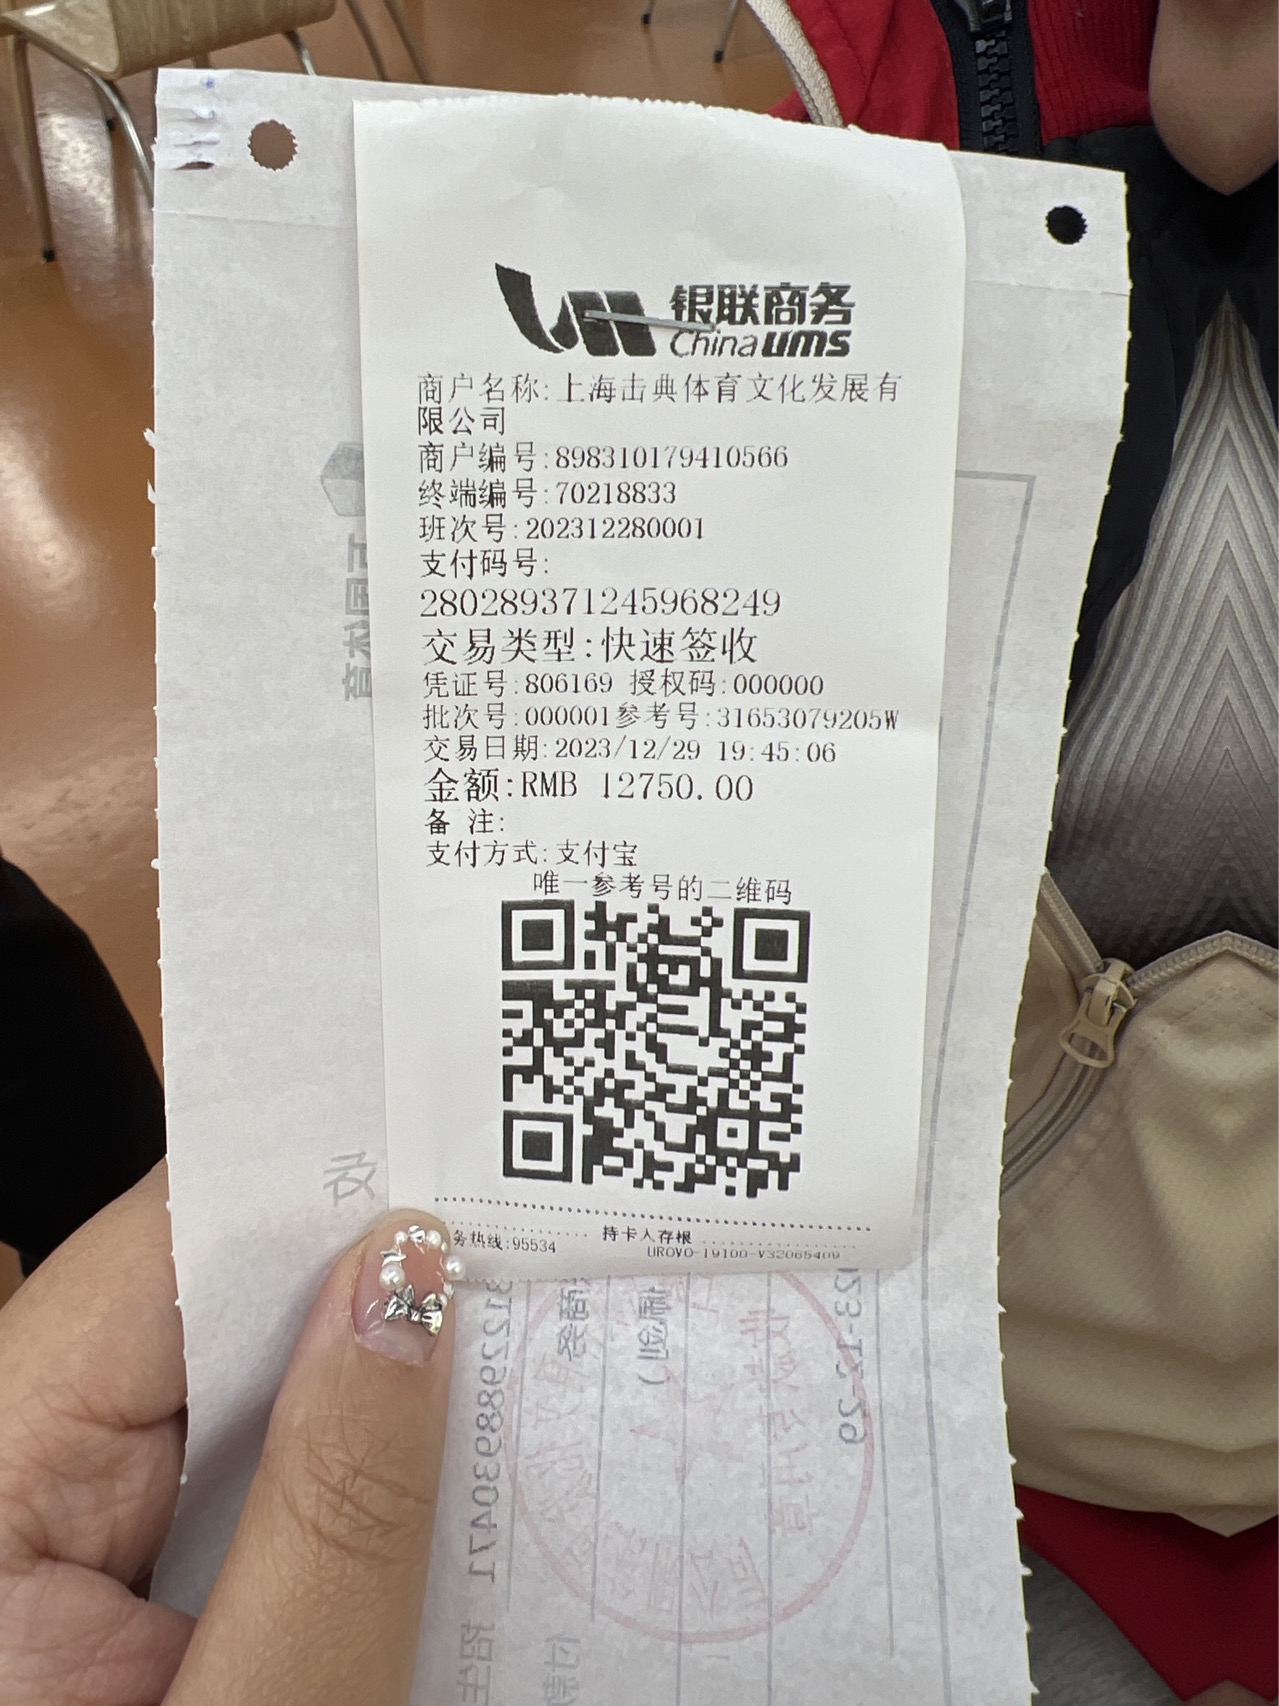 银联商务
China ums
商户名称:上海击典体育文化发展有
限公司
商户编号:898310179410566
终端编号:70218833
班次号:202312280001
支付码号:
280289371245968249
交易类型:快速签收
凭证号:806169 授权码:000000
批次号:000001参考号:31653079205W
交易日期:2023/12/29 19:45:06
金额:RMB 12750.00
备 注:
支付方式:支付宝
唯一参考号的二维码
持卡人存根
务热线:95534
UROVO-19100-V32065409
23-12-29